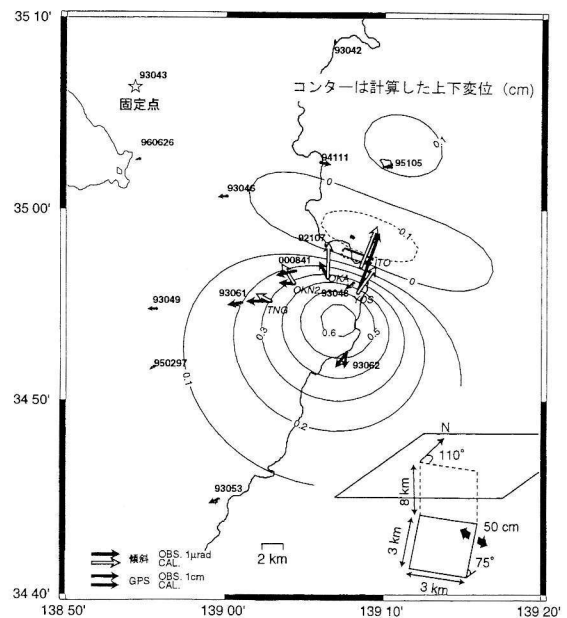 35 10'
93042
93043
固定点
コンターは計算した上下変位 (cm)
960626
94111
95105
0.1
93046
0
35 00'
0.1
92107
ITO
0
000841
OKA
93061
OKN2
93048
YOS
93049
TNG
0.3
0.6
0.5
950297
93062
0.1
34 50'
0.2
N
110°
8 km
93053
50 cm
3 km
75°
3 km
傾斜 OBS. 1μrad
CAL.
GPS OBS. 1cm
CAL.
2 km
34 40'
138 50' 139 00' 139 10' 139 20'